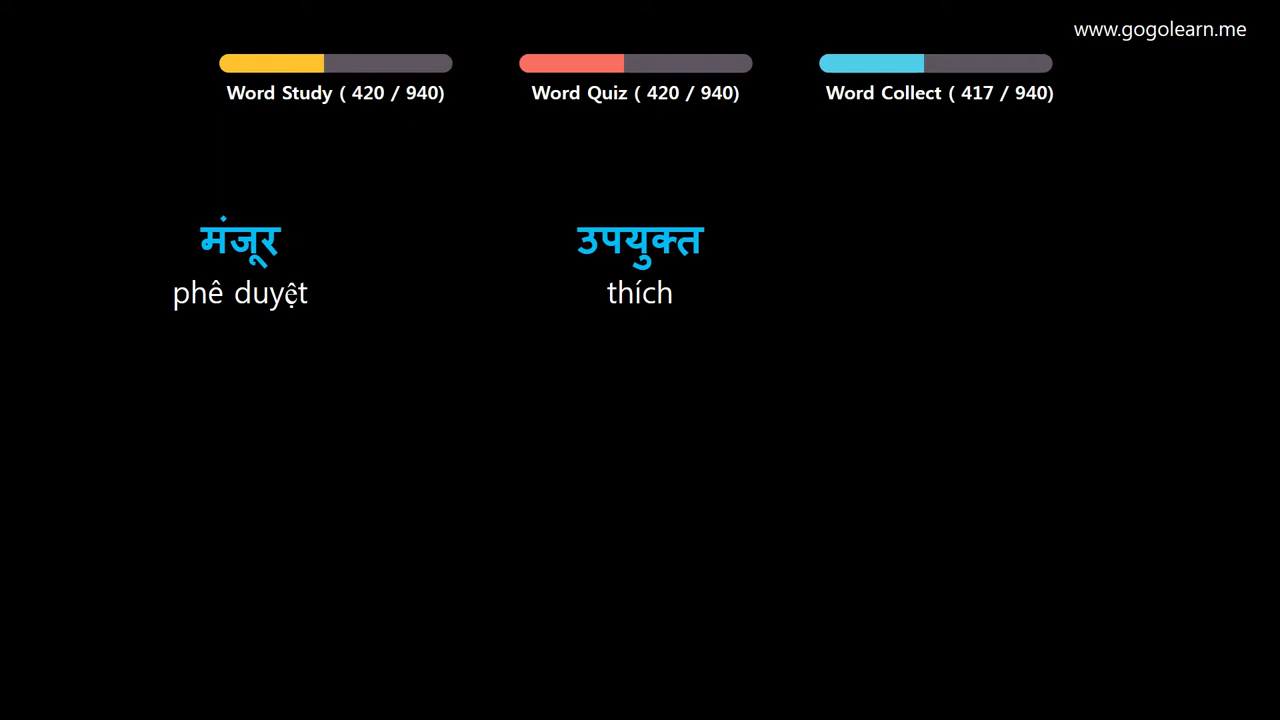 www.gogolearn.me
Word Study ( 420 / 940)
Word Quiz ( 420 / 940)
Word Collect ( 417 / 940)
मंजूर
phê duyệt
उपयुक्त
thích